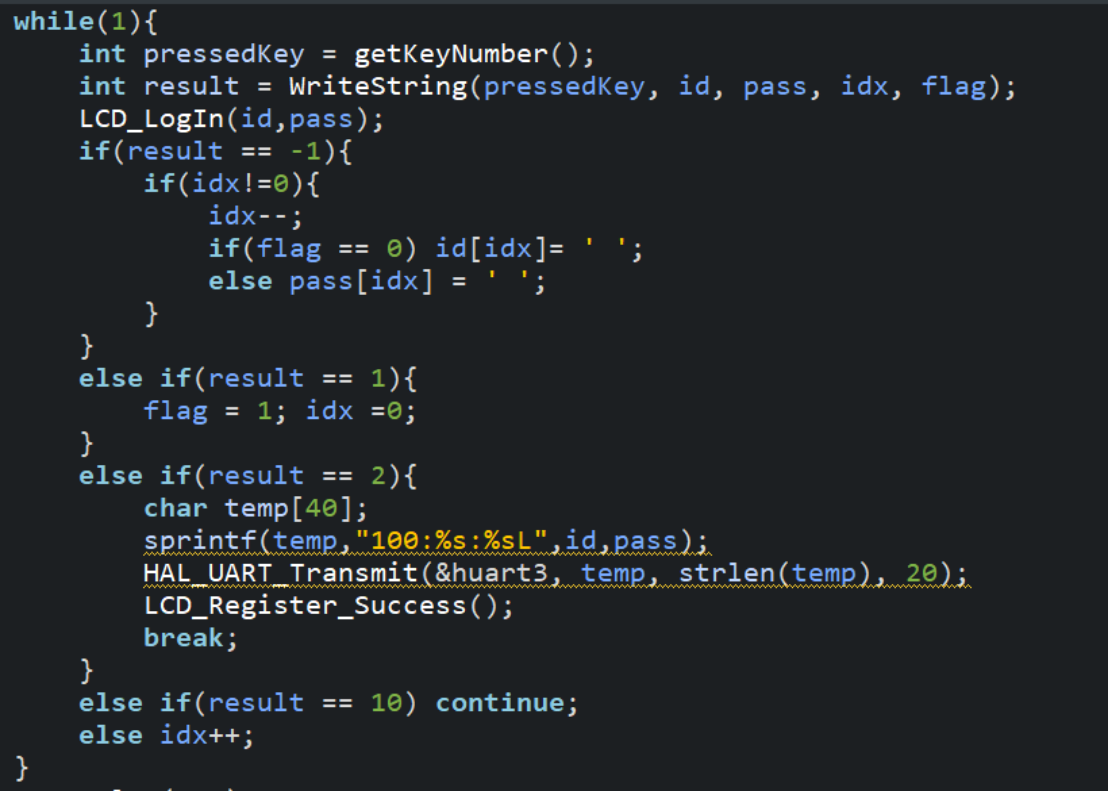 while(1){
    int pressedKey = getKeyNumber();
    int result = WriteString(pressedKey, id, pass, idx, flag);
    LCD_LogIn(id,pass);
    if(result == -1){
        if(idx!=0){
            idx--;
            if(flag == 0) id[idx]= ' ';
            else pass[idx] = ' ';
        }
    }
    else if(result == 1){
        flag = 1; idx =0;
    }
    else if(result == 2){
        char temp[40];
        sprintf(temp,"100:%s:%sL",id,pass);
        HAL_UART_Transmit(&huart3, temp, strlen(temp), 20);
        LCD_Register_Success();
        break;
    }
    else if(result == 10) continue;
    else idx++;
}